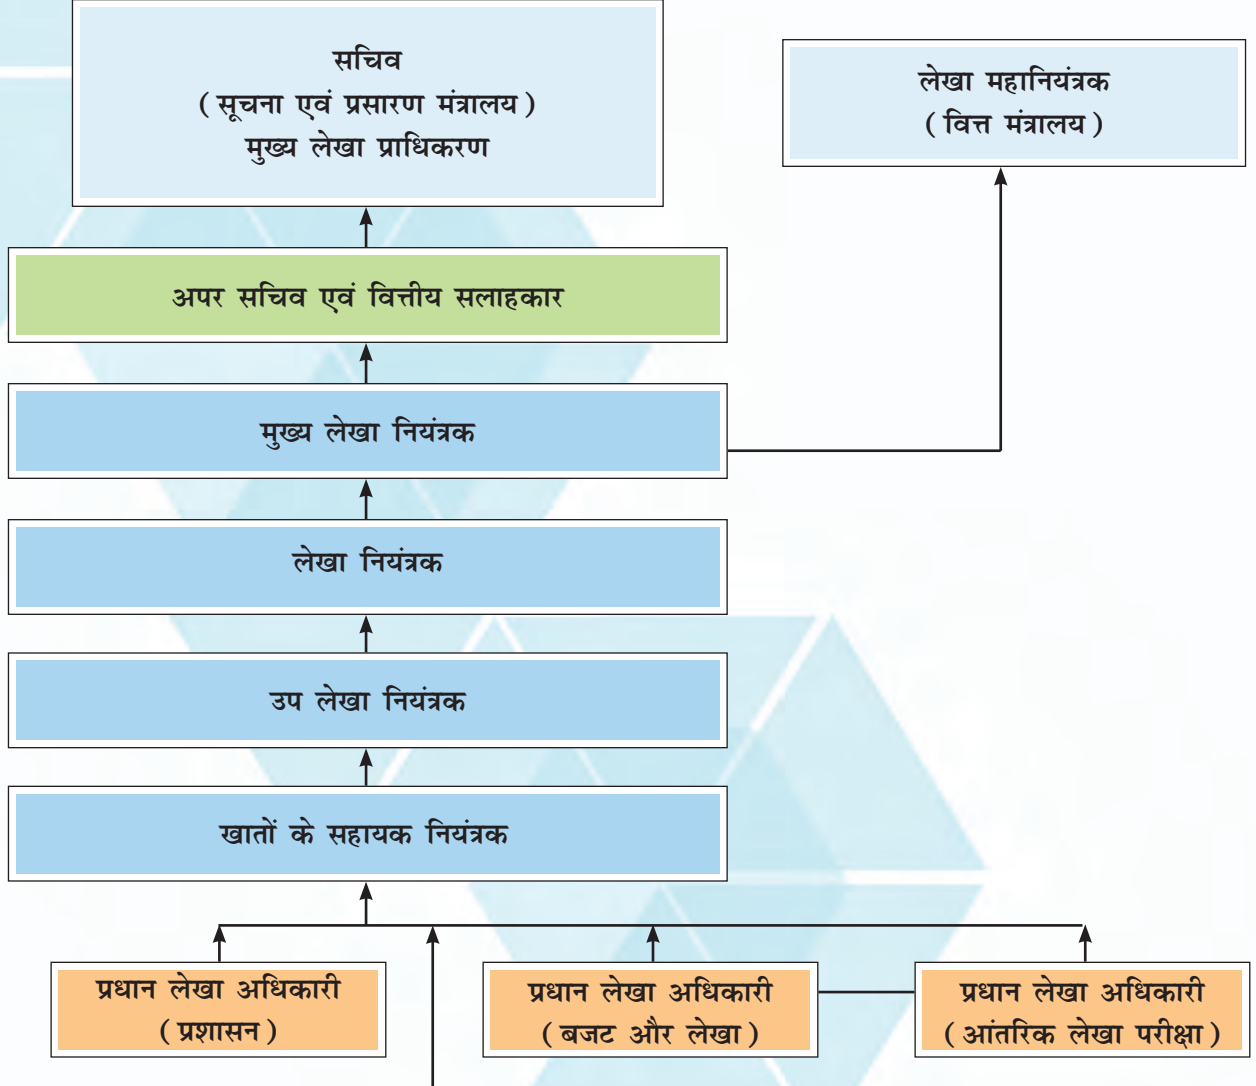 सचिव
( सूचना एवं प्रसारण मंत्रालय )
मुख्य लेखा प्राधिकरण
लेखा महानियंत्रक
( वित्त मंत्रालय )
अपर सचिव एवं वित्तीय सलाहकार
मुख्य लेखा नियंत्रक
लेखा नियंत्रक
उप लेखा नियंत्रक
खातों के सहायक नियंत्रक
प्रधान लेखा अधिकारी
( प्रशासन )
प्रधान लेखा अधिकारी
( बजट और लेखा )
प्रधान लेखा अधिकारी
( आंतरिक लेखा परीक्षा )